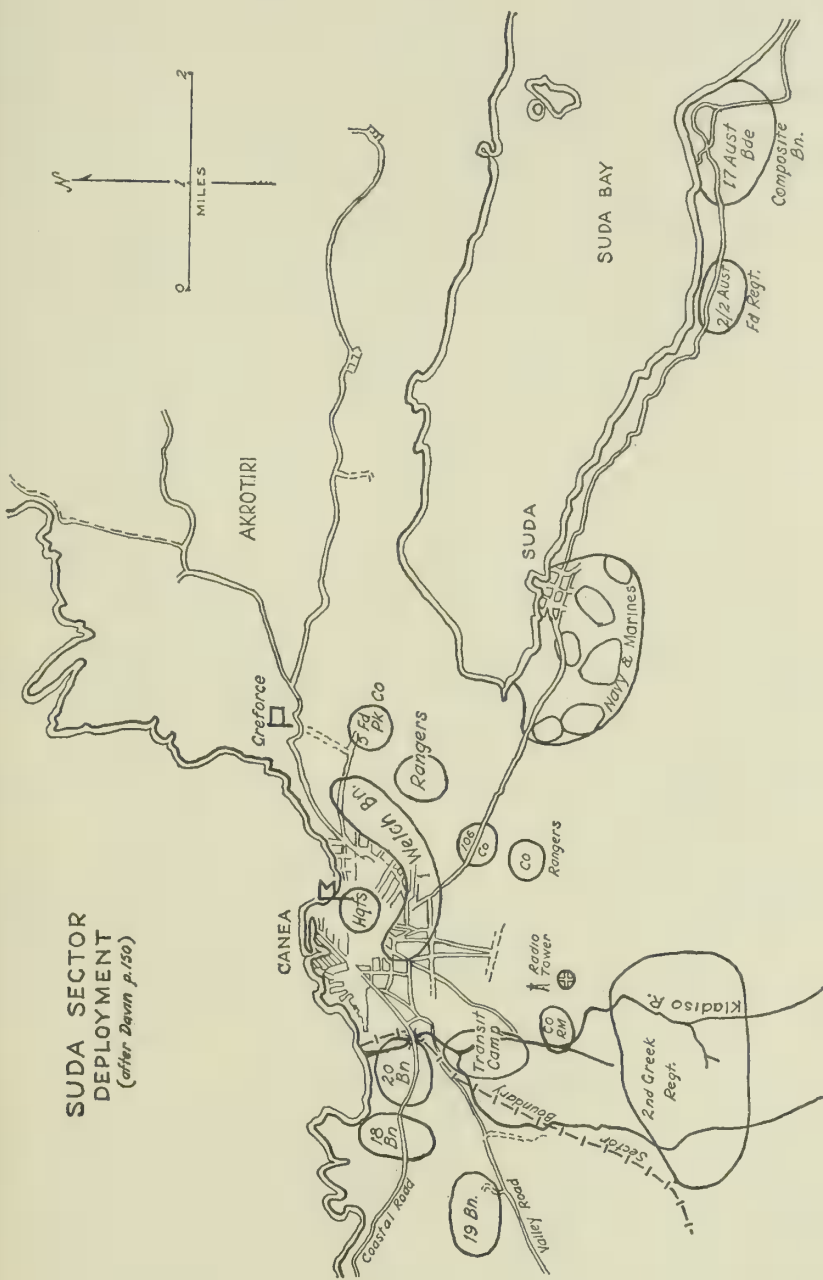 SUDA SECTOR
DEPLOYMENT
(after Davin p.150)
N
0
1
2
MILES
AKROTIRI
SUDA BAY
CANEA
Creforce
5 Fd
Pk Co
Rangers
1 Welch Bn.
Hqts
106
Co
Co
Rangers
SUDA
Navy & Marines
2/2 Aust
Fd Regt.
17 Aust
Bde
Composite
Bn.
Radio
Tower
Co
RM
Kladiso R.
2nd Greek
Regt.
Transit
Camp
Sector
Boundary
20
Bn
18
Bn
19 Bn.
Coastal Road
Valley Road